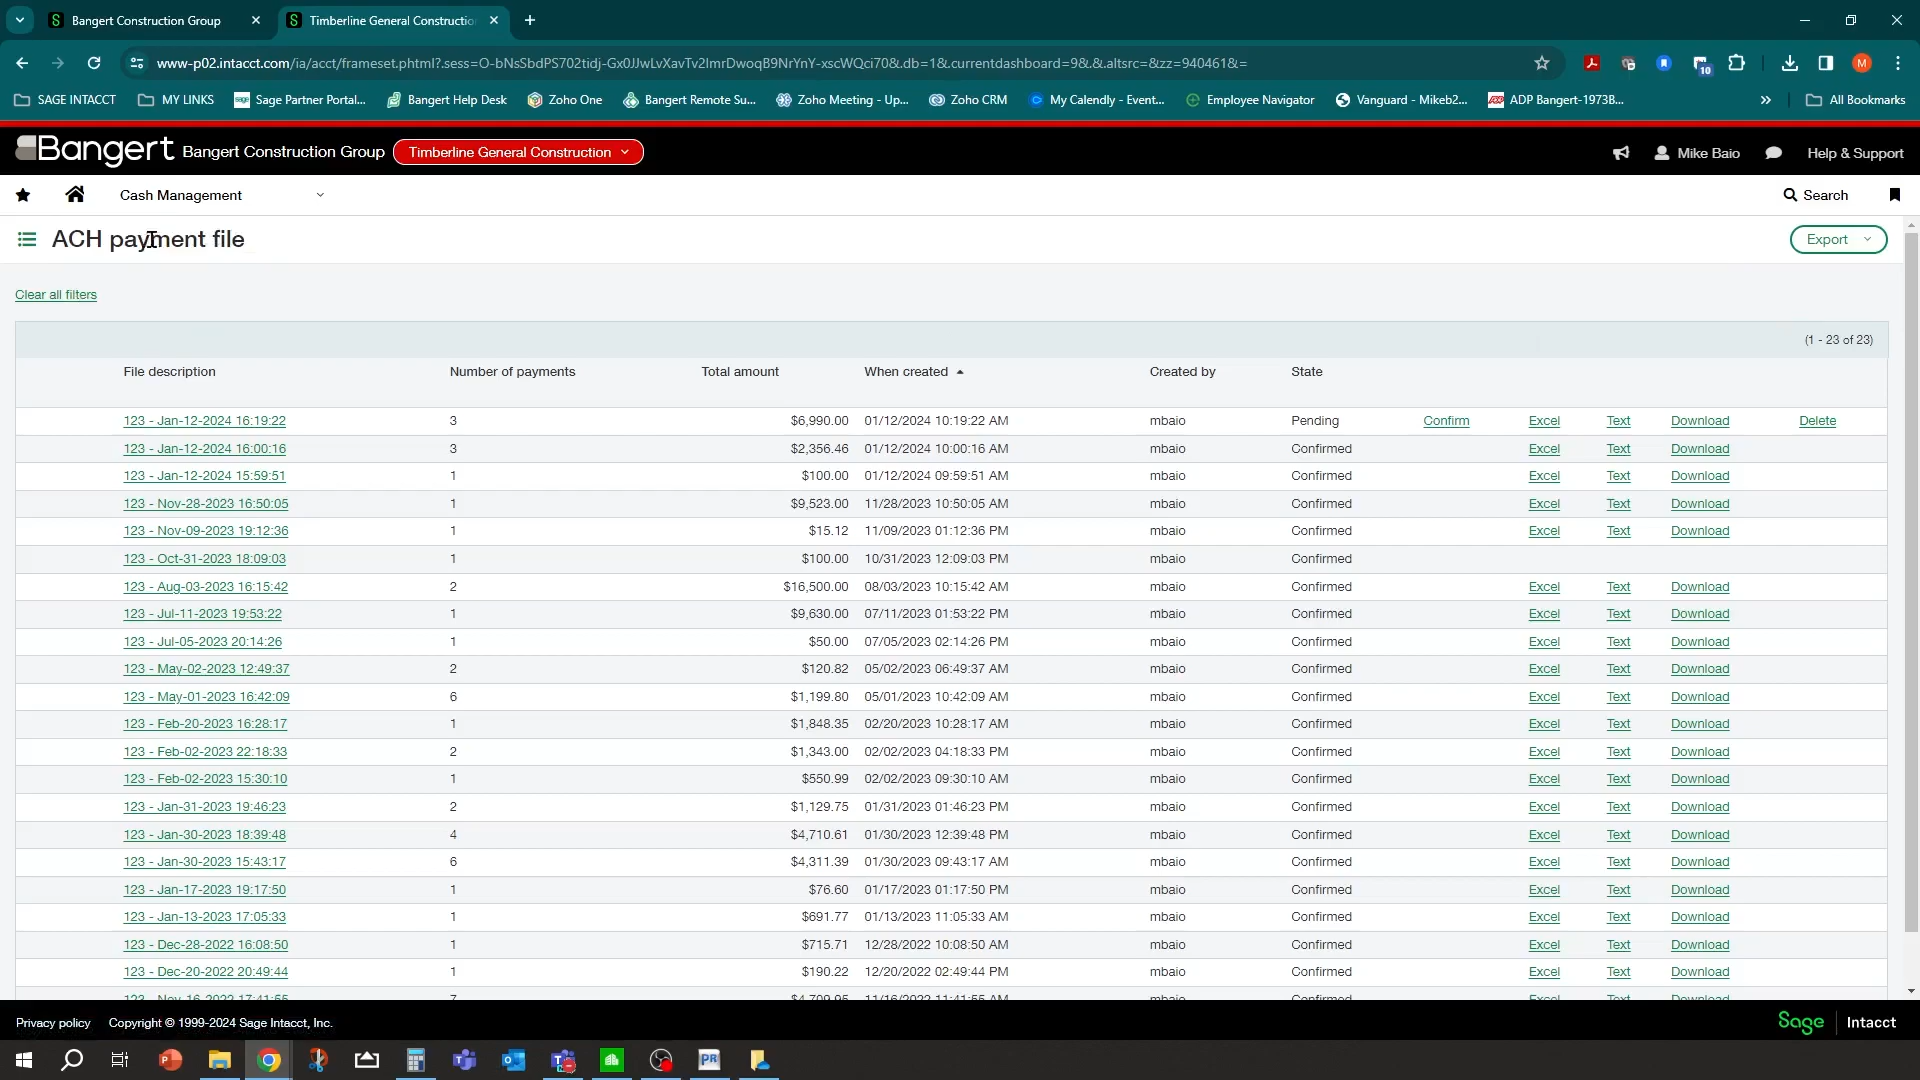 Bangert Construction Group
Timberline General Constructio
www-p02.intacct.com/ia/acct/frameset.phtml?.sess=O-bNsSbdPS702tidj-Gx0JJwLvXavTv2lmrDwoqB9NrYnY-xscWQci70&.db=1&.currentdashboard=9&.&.altsrc=&zz=940461&=
10
M
SAGE INTACCT MY LINKS Sage Partner Portal... Bangert Help Desk Zoho One Bangert Remote Su... Zoho Meeting - Up... Zoho CRM My Calendly - Event... Employee Navigator Vanguard - Mikeb2... ADP Bangert-1973B... » All Bookmarks
Bangert Bangert Construction Group Timberline General Construction Mike Baio Help & Support
Cash Management Search
ACH payment file Export
Clear all filters
(1 - 23 of 23)
File description Number of payments Total amount When created Created by State
123 - Jan-12-2024 16:19:22 3 $6,990.00 01/12/2024 10:19:22 AM mbaio Pending Confirm Excel Text Download Delete
123 - Jan-12-2024 16:00:16 3 $2,356.46 01/12/2024 10:00:16 AM mbaio Confirmed Excel Text Download
123 - Jan-12-2024 15:59:51 1 $100.00 01/12/2024 09:59:51 AM mbaio Confirmed Excel Text Download
123 - Nov-28-2023 16:50:05 1 $9,523.00 11/28/2023 10:50:05 AM mbaio Confirmed Excel Text Download
123 - Nov-09-2023 19:12:36 1 $15.12 11/09/2023 01:12:36 PM mbaio Confirmed Excel Text Download
123 - Oct-31-2023 18:09:03 1 $100.00 10/31/2023 12:09:03 PM mbaio Confirmed
123 - Aug-03-2023 16:15:42 2 $16,500.00 08/03/2023 10:15:42 AM mbaio Confirmed Excel Text Download
123 - Jul-11-2023 19:53:22 1 $9,630.00 07/11/2023 01:53:22 PM mbaio Confirmed Excel Text Download
123 - Jul-05-2023 20:14:26 1 $50.00 07/05/2023 02:14:26 PM mbaio Confirmed Excel Text Download
123 - May-02-2023 12:49:37 2 $120.82 05/02/2023 06:49:37 AM mbaio Confirmed Excel Text Download
123 - May-01-2023 16:42:09 6 $1,199.80 05/01/2023 10:42:09 AM mbaio Confirmed Excel Text Download
123 - Feb-20-2023 16:28:17 1 $1,848.35 02/20/2023 10:28:17 AM mbaio Confirmed Excel Text Download
123 - Feb-02-2023 22:18:33 2 $1,343.00 02/02/2023 04:18:33 PM mbaio Confirmed Excel Text Download
123 - Feb-02-2023 15:30:10 1 $550.99 02/02/2023 09:30:10 AM mbaio Confirmed Excel Text Download
123 - Jan-31-2023 19:46:23 2 $1,129.75 01/31/2023 01:46:23 PM mbaio Confirmed Excel Text Download
123 - Jan-30-2023 18:39:48 4 $4,710.61 01/30/2023 12:39:48 PM mbaio Confirmed Excel Text Download
123 - Jan-30-2023 15:43:17 6 $4,311.39 01/30/2023 09:43:17 AM mbaio Confirmed Excel Text Download
123 - Jan-17-2023 19:17:50 1 $76.60 01/17/2023 01:17:50 PM mbaio Confirmed Excel Text Download
123 - Jan-13-2023 17:05:33 1 $691.77 01/13/2023 11:05:33 AM mbaio Confirmed Excel Text Download
123 - Dec-28-2022 16:08:50 1 $715.71 12/28/2022 10:08:50 AM mbaio Confirmed Excel Text Download
123 - Dec-20-2022 20:49:44 1 $190.22 12/20/2022 02:49:44 PM mbaio Confirmed Excel Text Download
123 - Nov-16-2022 17:41:55 7 $4,709.95 11/16/2022 11:41:55 AM mbaio Confirmed Excel Text Download
Privacy policy Copyright © 1999-2024 Sage Intacct, Inc. Sage Intacct
PR